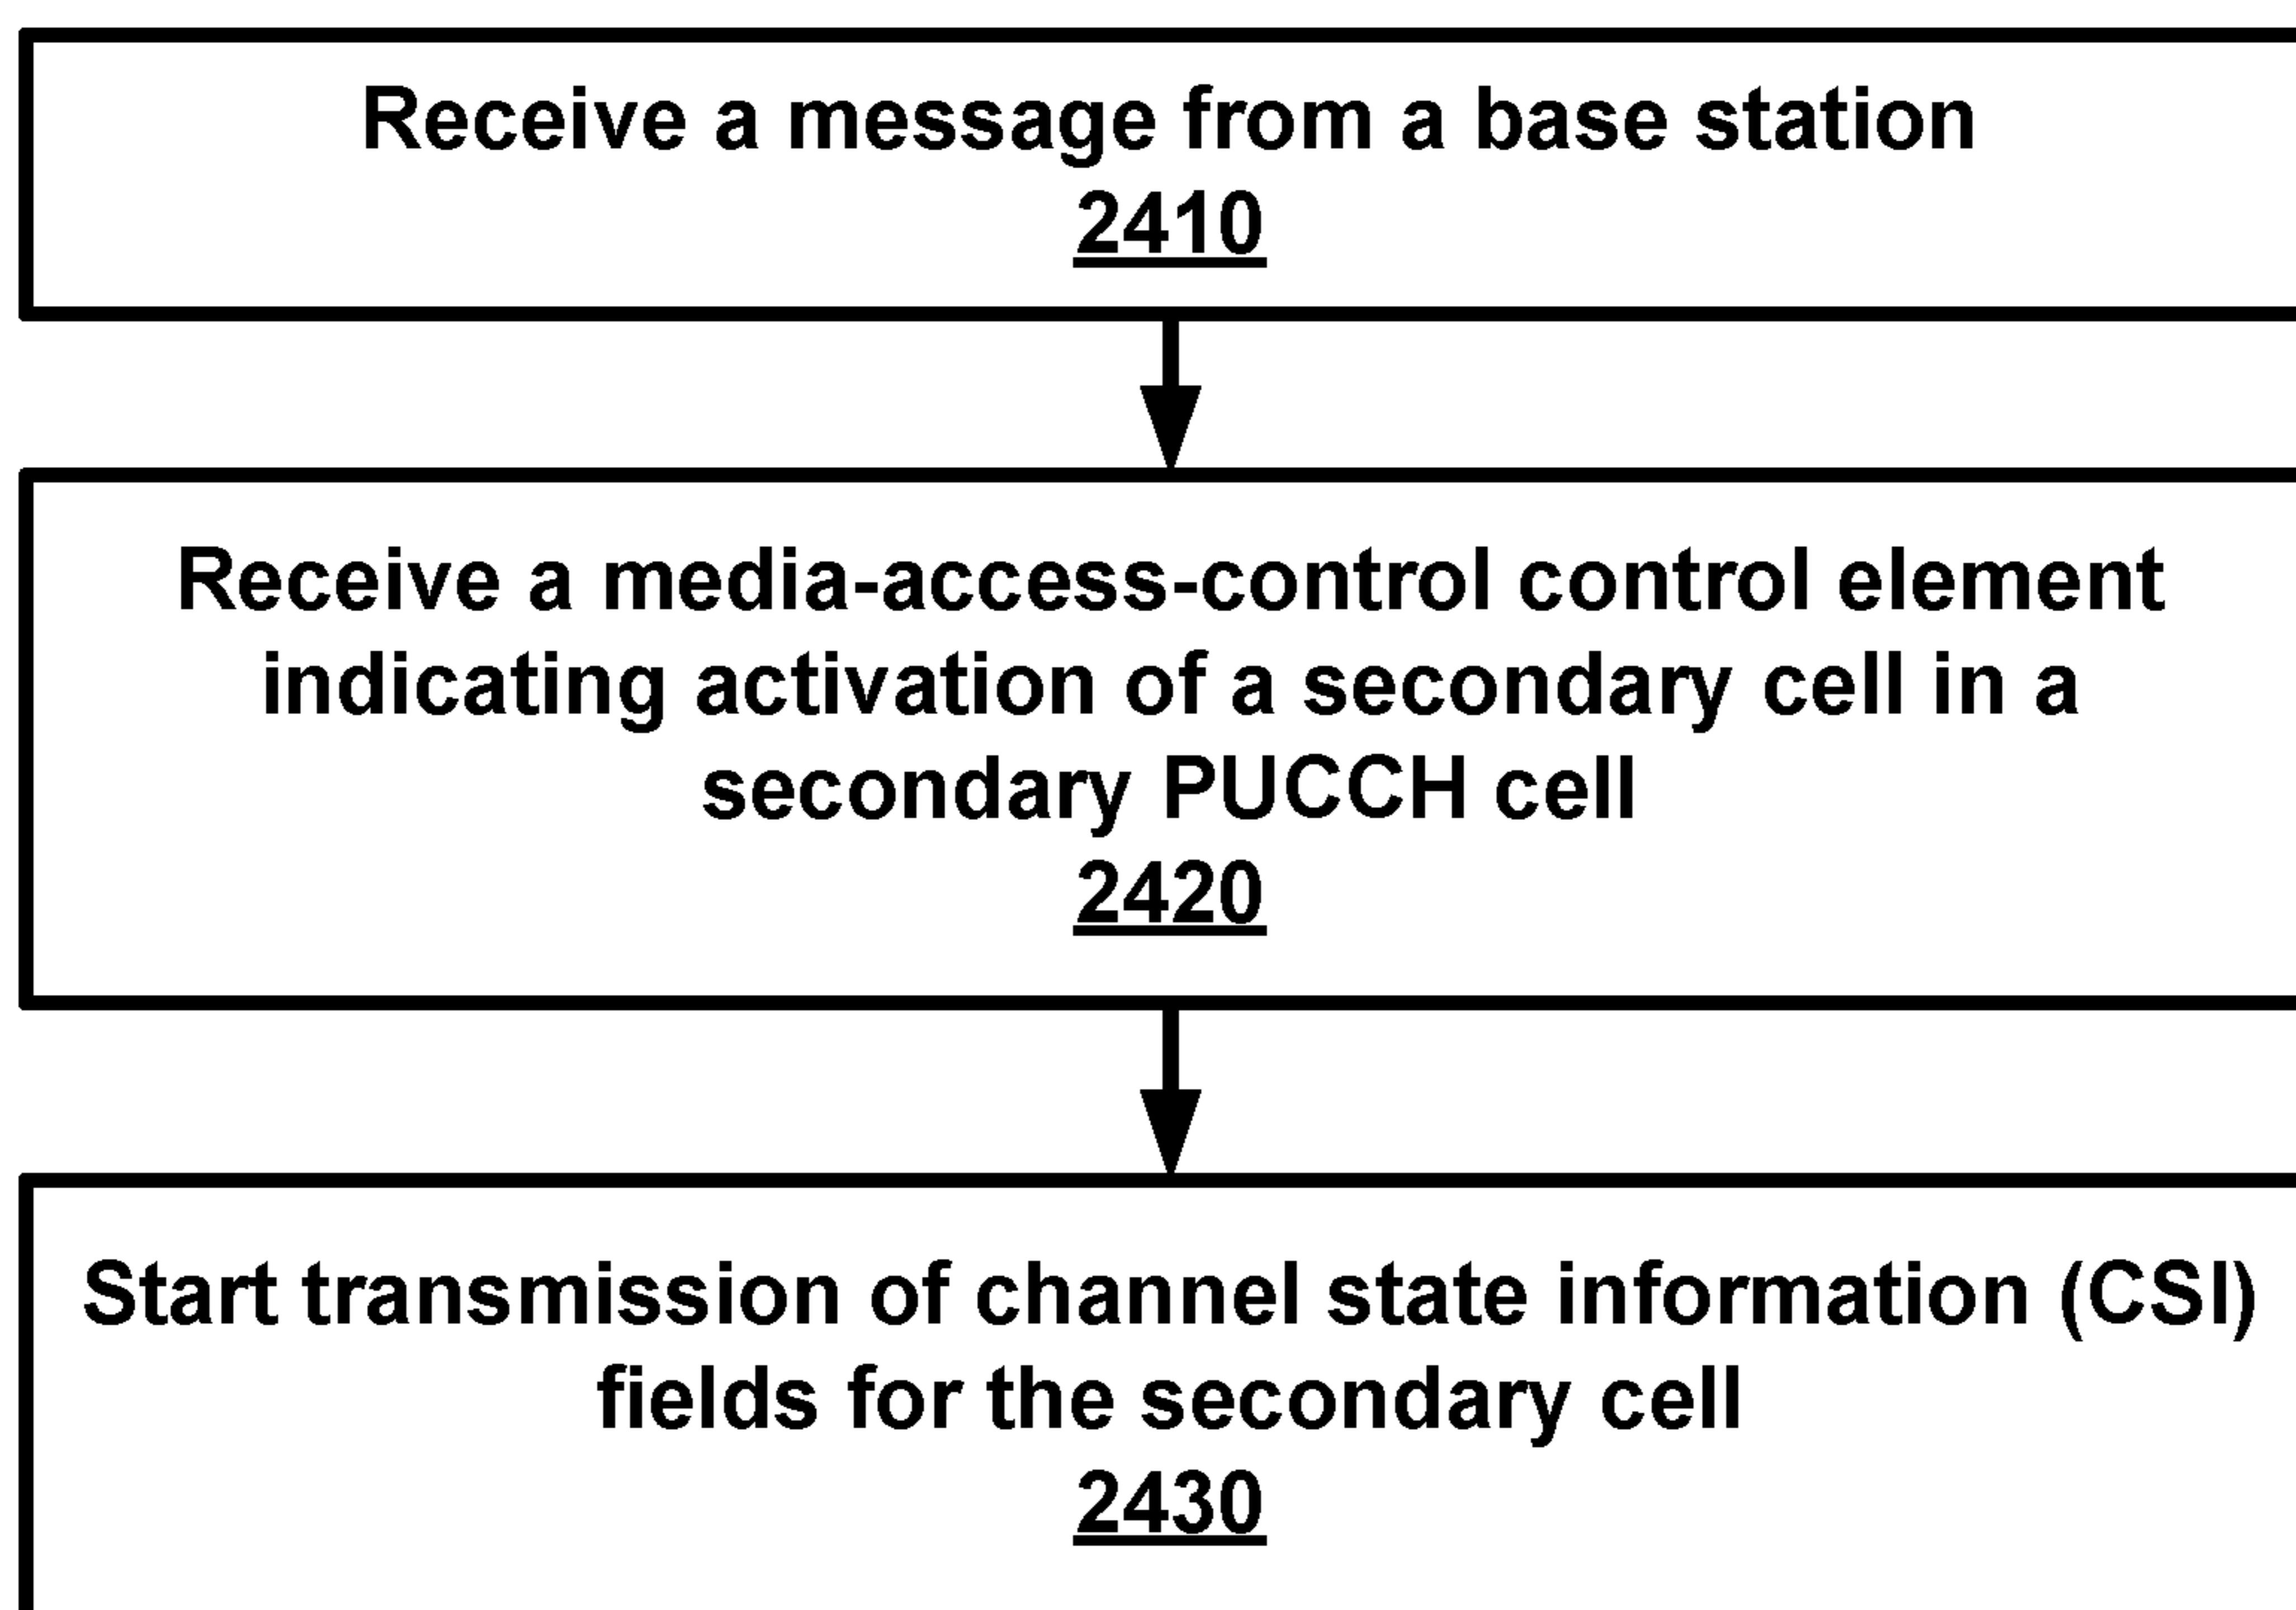 Receive a message from a base station
2410
Receive a media-access-control control element
indicating activation of a secondary cell in a
secondary PUCCH cell
2420
Start transmission of channel state information (CSI)
fields for the secondary cell
2430